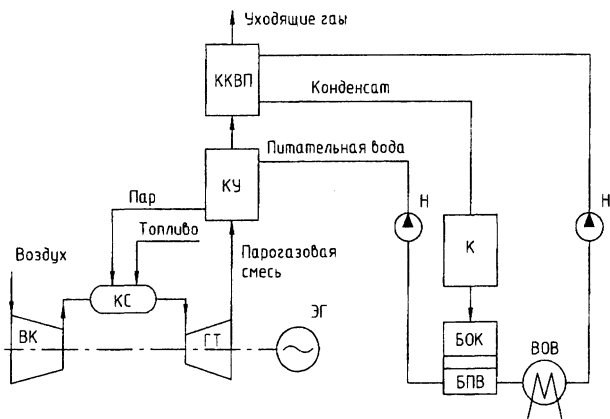 Уходящие газы
ККВП
Конденсат
Питательная вода
КУ
Пар
Н
Н
Топливо
К
Воздух
Парогазовая
смесь
КС
ЭГ
ВК
ГТ
БОК
ВОВ
БПВ